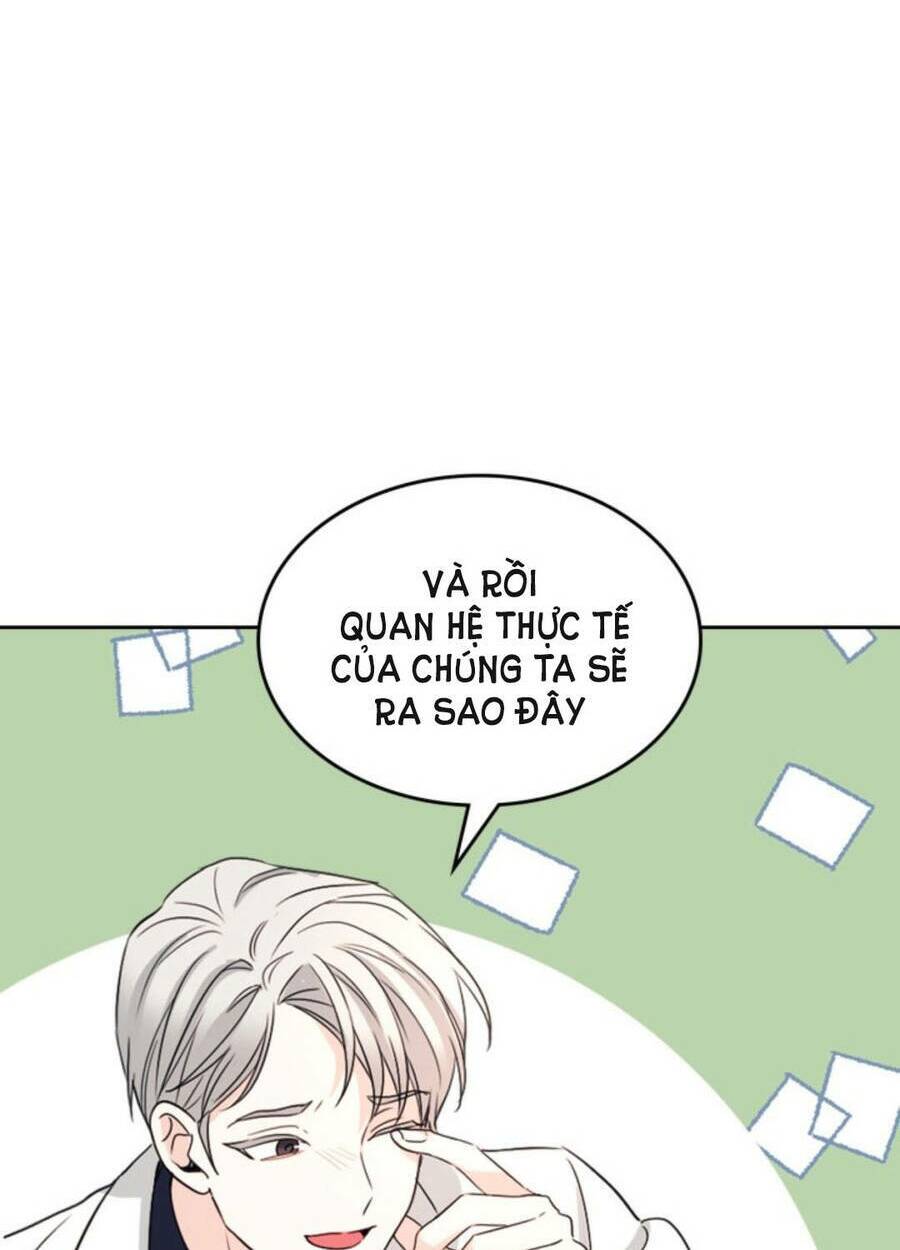 VÀ RỒI
QUAN HỆ THỰC TẾ
CỦA CHÚNG TA SẼ
RA SAO ĐÂY